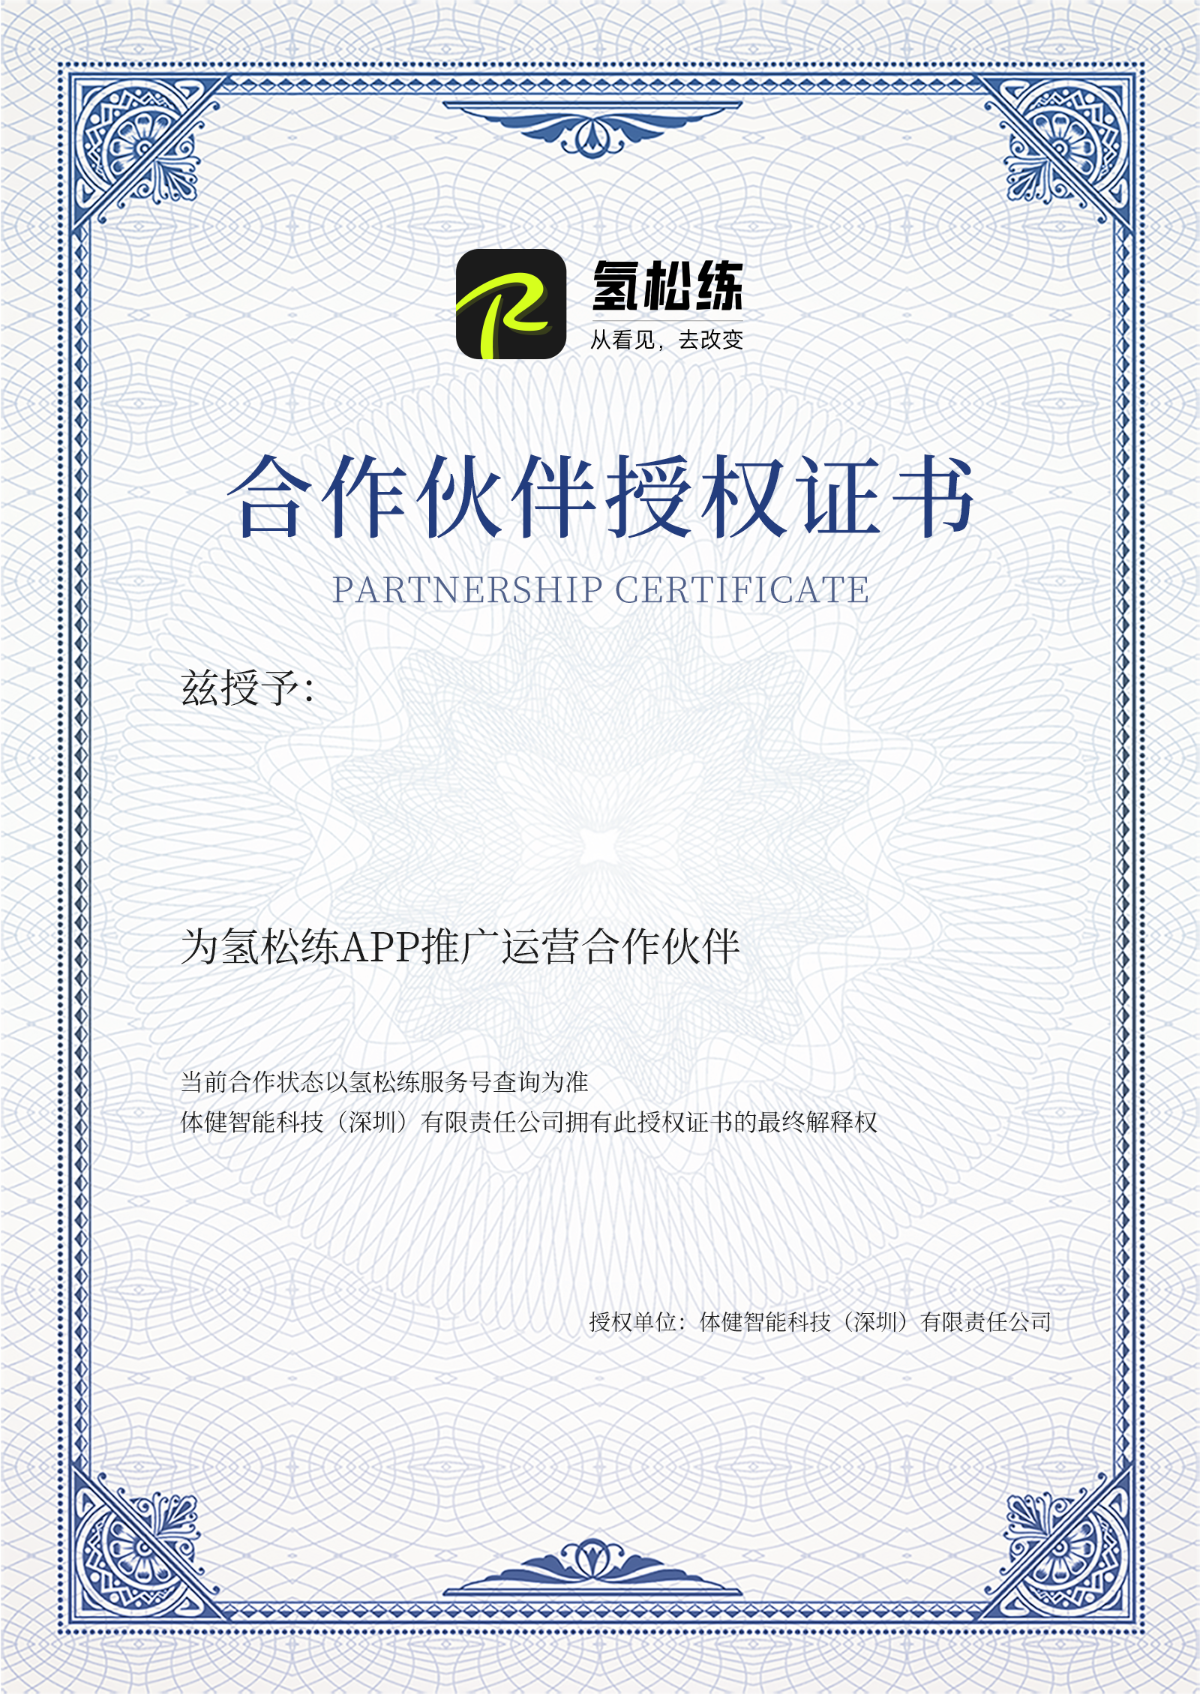 氢松练
从看见，去改变
合作伙伴授权证书
PARTNERSHIP CERTIFICATE
兹授予：
为氢松练APP推广运营合作伙伴
当前合作状态以氢松练服务号查询为准
体健智能科技（深圳）有限责任公司拥有此授权证书的最终解释权
授权单位：体健智能科技（深圳）有限责任公司